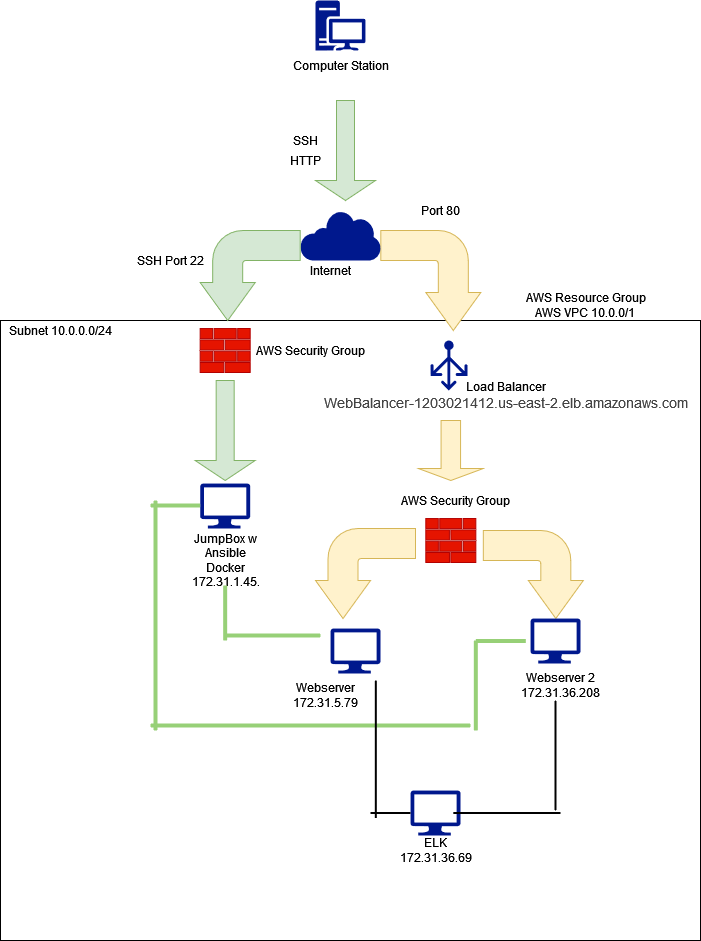 Computer Station
SSH
HTTP
Port 80
SSH Port 22
Internet
AWS Resource Group
AWS VPC 10.0.0/1
Subnet 10.0.0.0/24
AWS Security Group
Load Balancer
WebBalancer-1203021412.us-east-2.elb.amazonaws.com
AWS Security Group
JumpBox w
Ansible
Docker
172.31.1.45.
Webserver
172.31.5.79
Webserver 2
172.31.36.208
ELK
172.31.36.69